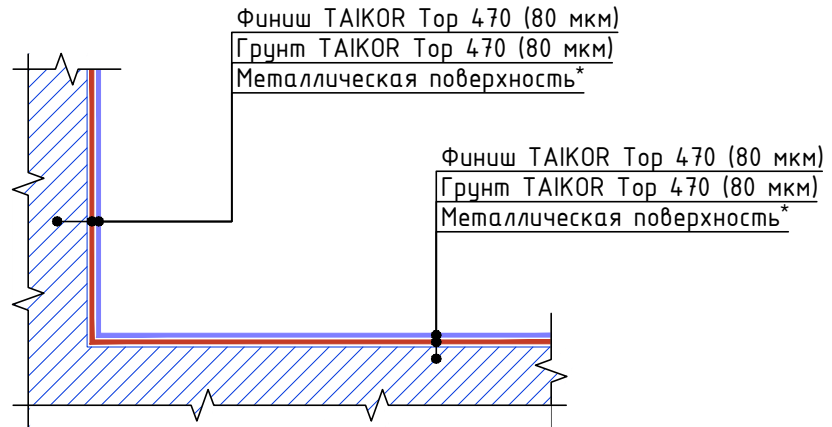 Финиш TAIKOR Top 470 (80 мкм)
Грунт TAIKOR Top 470 (80 мкм)
Металлическая поверхность*
Финиш TAIKOR Top 470 (80 мкм)
Грунт TAIKOR Top 470 (80 мкм)
Металлическая поверхность*